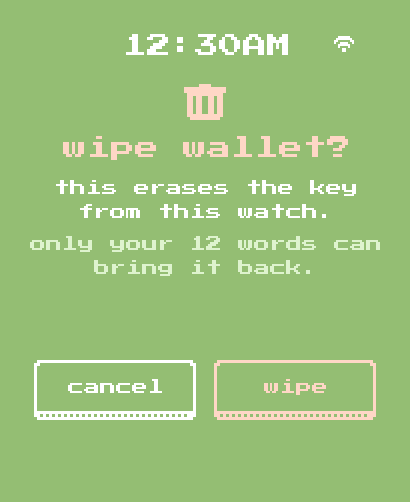 12:30AM
wipe wallet?
this erases the key
from this watch.
only your 12 words can
bring it back.
cancel
wipe